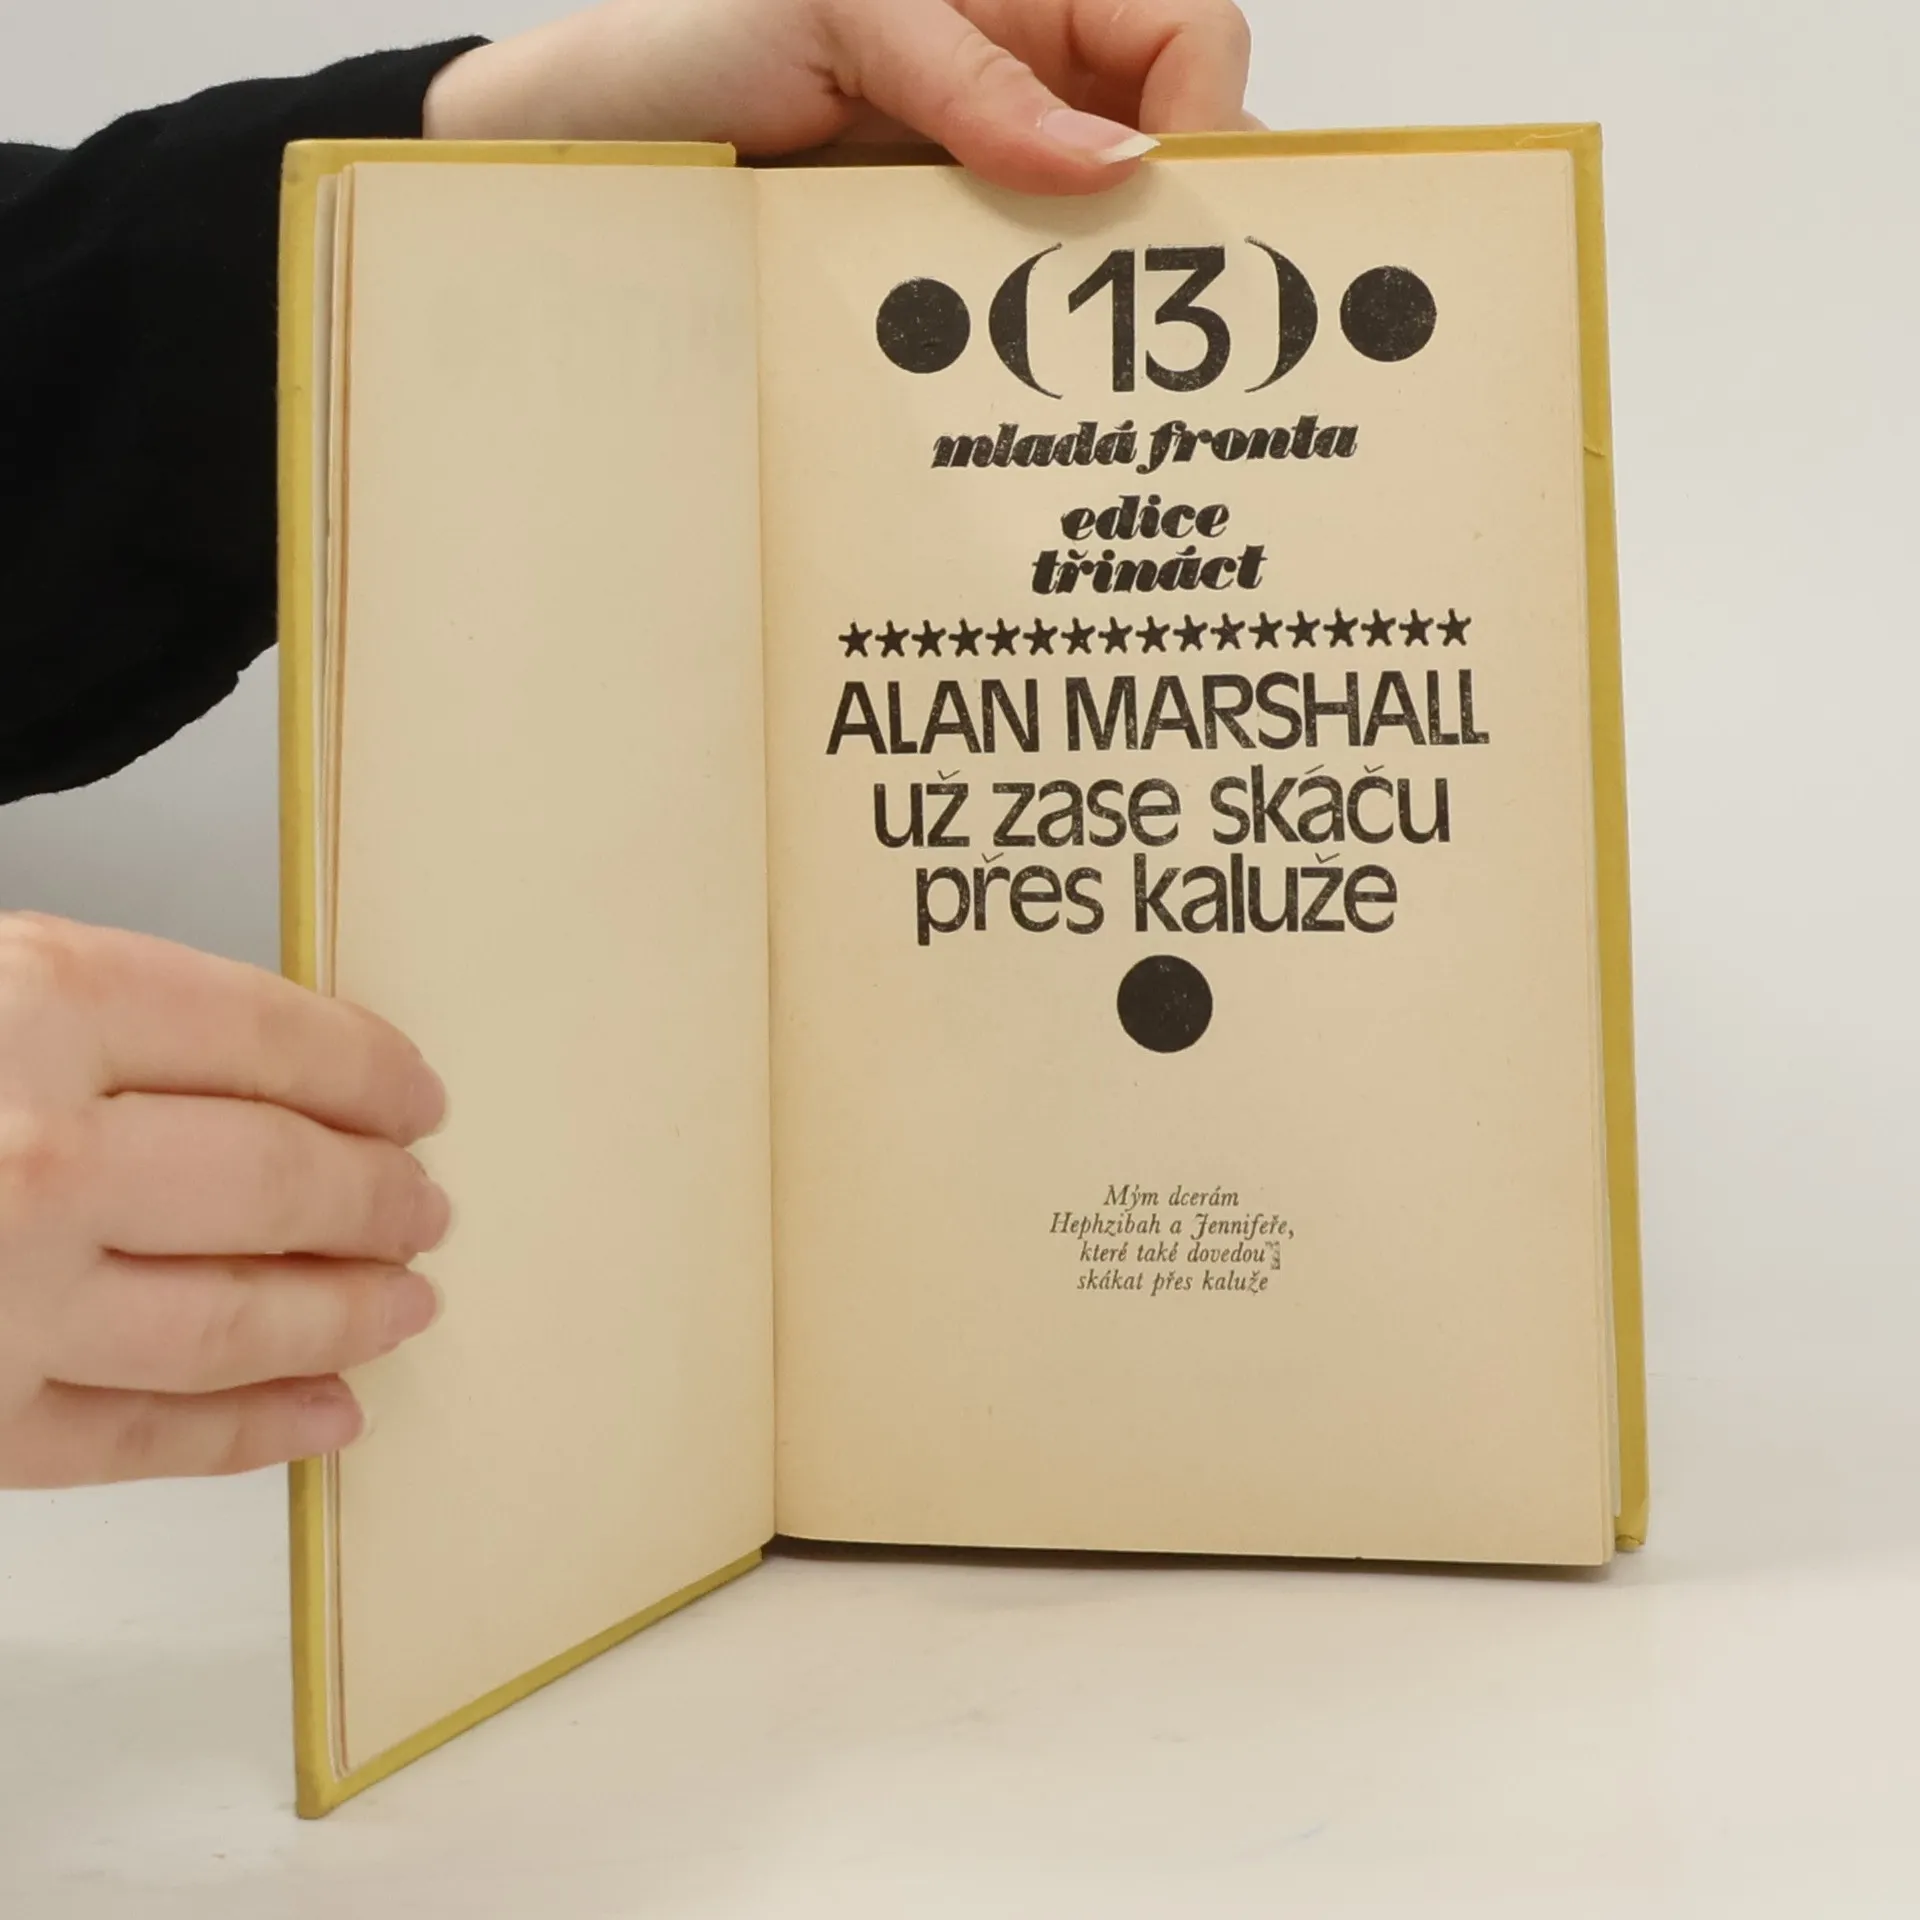 (13)
mladá fronta
edice
třináct
*****************
ALAN MARSHALL
už zase skáču
přes kaluže
Mým dcerám
Hephzibah a Jennifeře,
které také dovedou
skákat přes kaluže